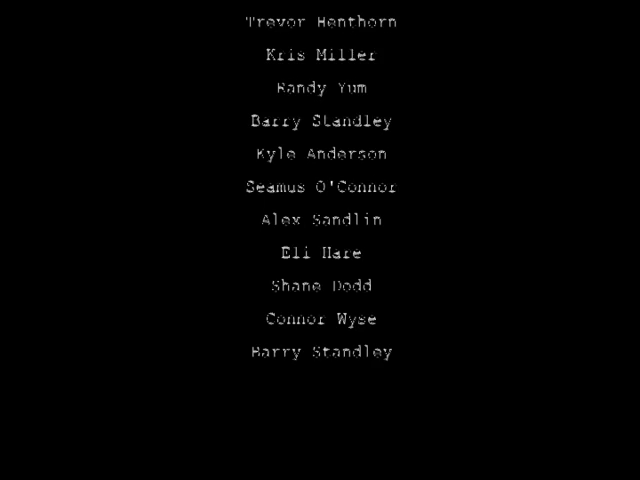 Trevor Henthorn
Kris Miller
Randy Yum
Barry Standley
Kyle Anderson
Seamus O'Connor
Alex Sandlin
Eli Hare
Shane Dodd
Connor Wyse
Barry Standley